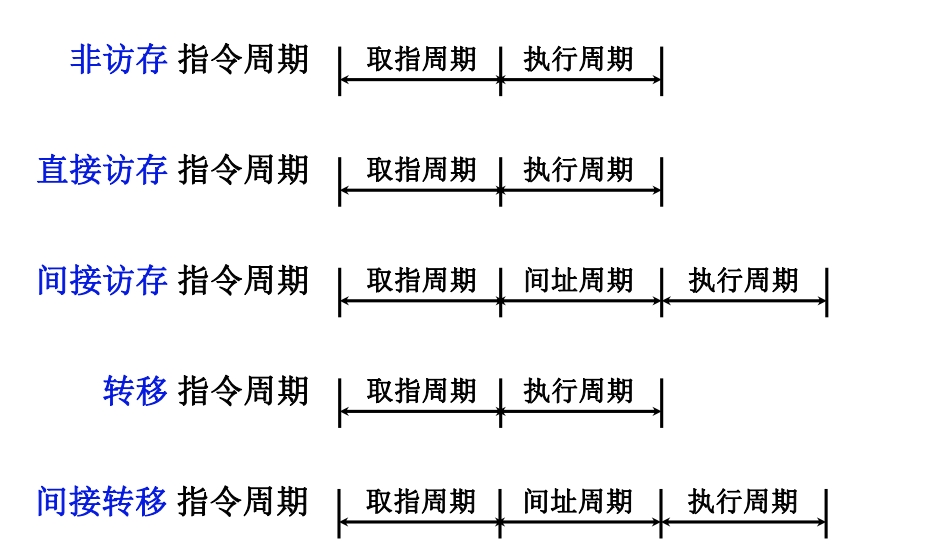 非访存 指令周期 取指周期 执行周期
直接访存 指令周期 取指周期 执行周期
间接访存 指令周期 取指周期 间址周期 执行周期
转移 指令周期 取指周期 执行周期
间接转移 指令周期 取指周期 间址周期 执行周期